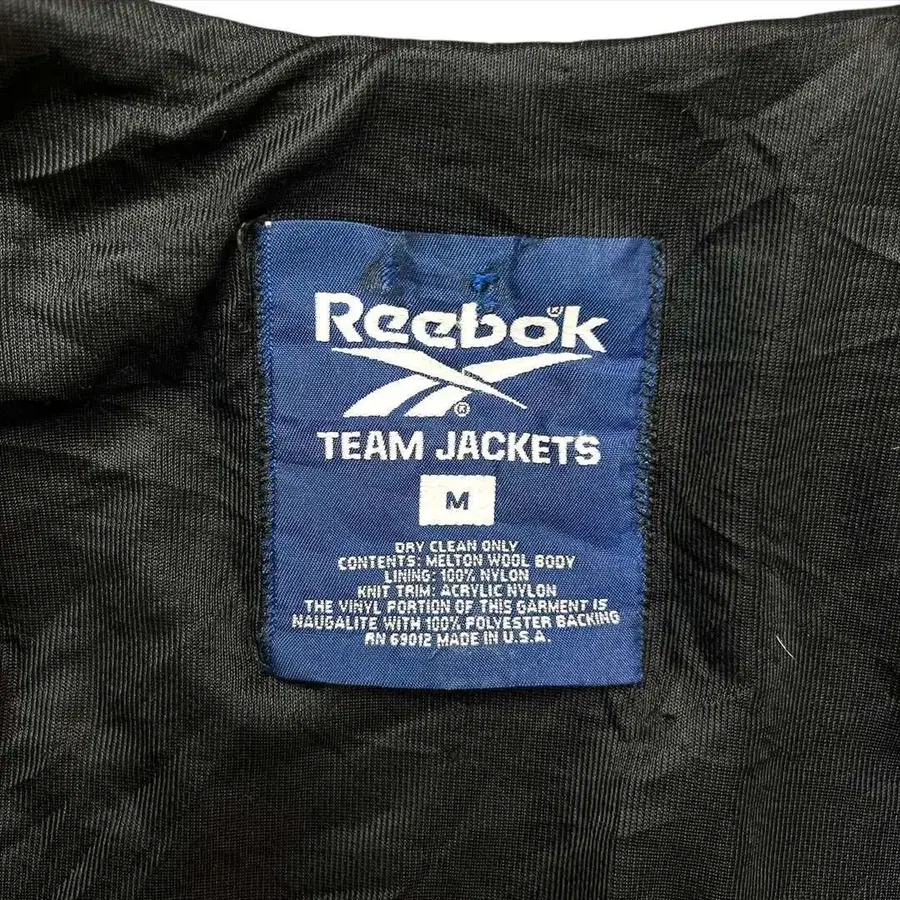 Reebok®
®
TEAM JACKETS
M
DRY CLEAN ONLY
CONTENTS: MELTON WOOL BODY
LINING: 100% NYLON
KNIT TRIM: ACRYLIC NYLON
THE VINYL PORTION OF THIS GARMENT IS
NAUGALITE WITH 100% POLYESTER BACKING
RN 69012 MADE IN U.S.A.